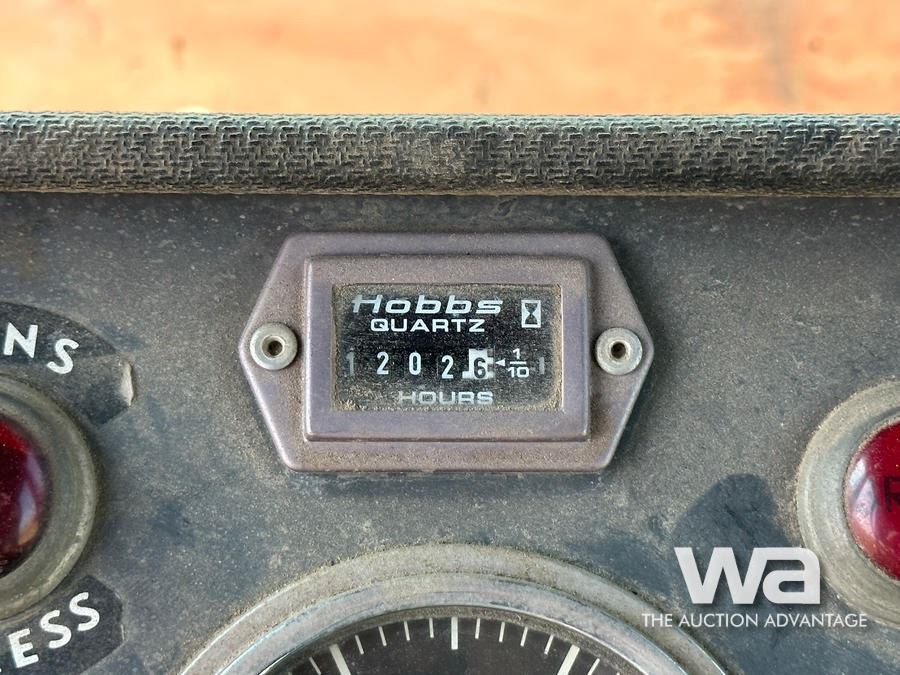 Hobbs
QUARTZ
2026 1/10
HOURS
NS
ESS
R
wa
THE AUCTION ADVANTAGE